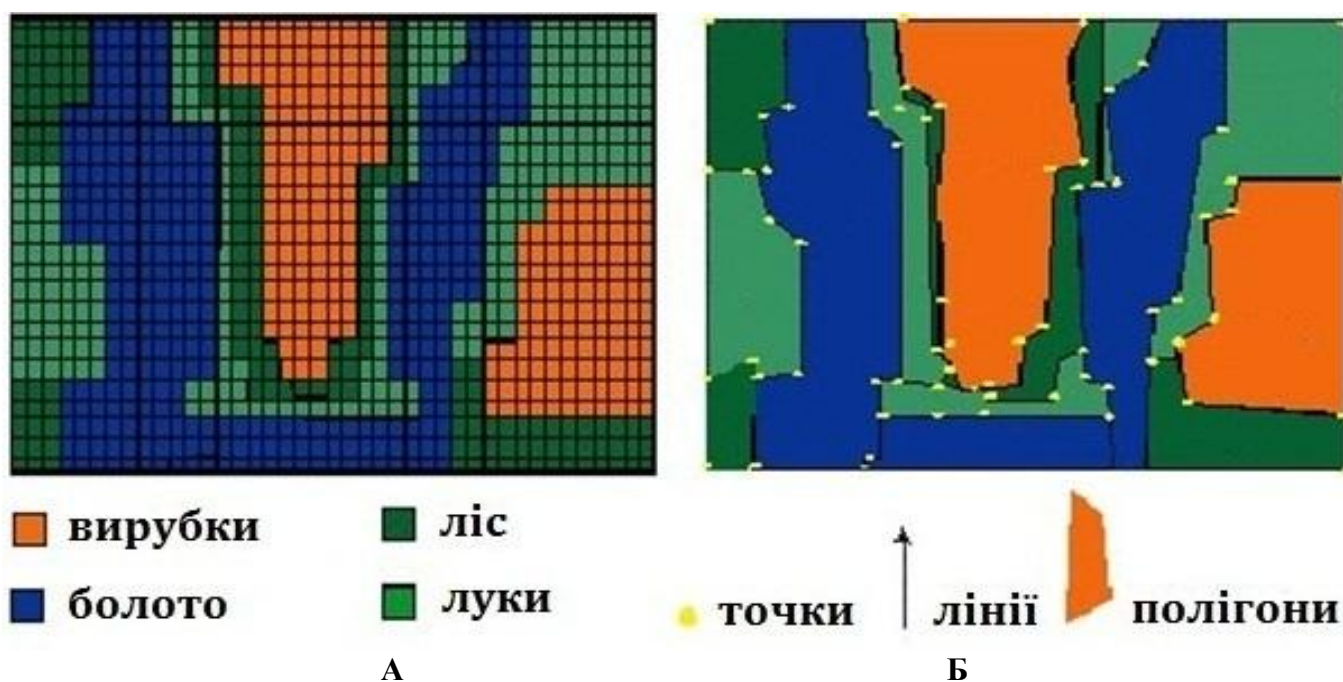 вирубки ліс
болото луки
точки лінії полігони
А Б